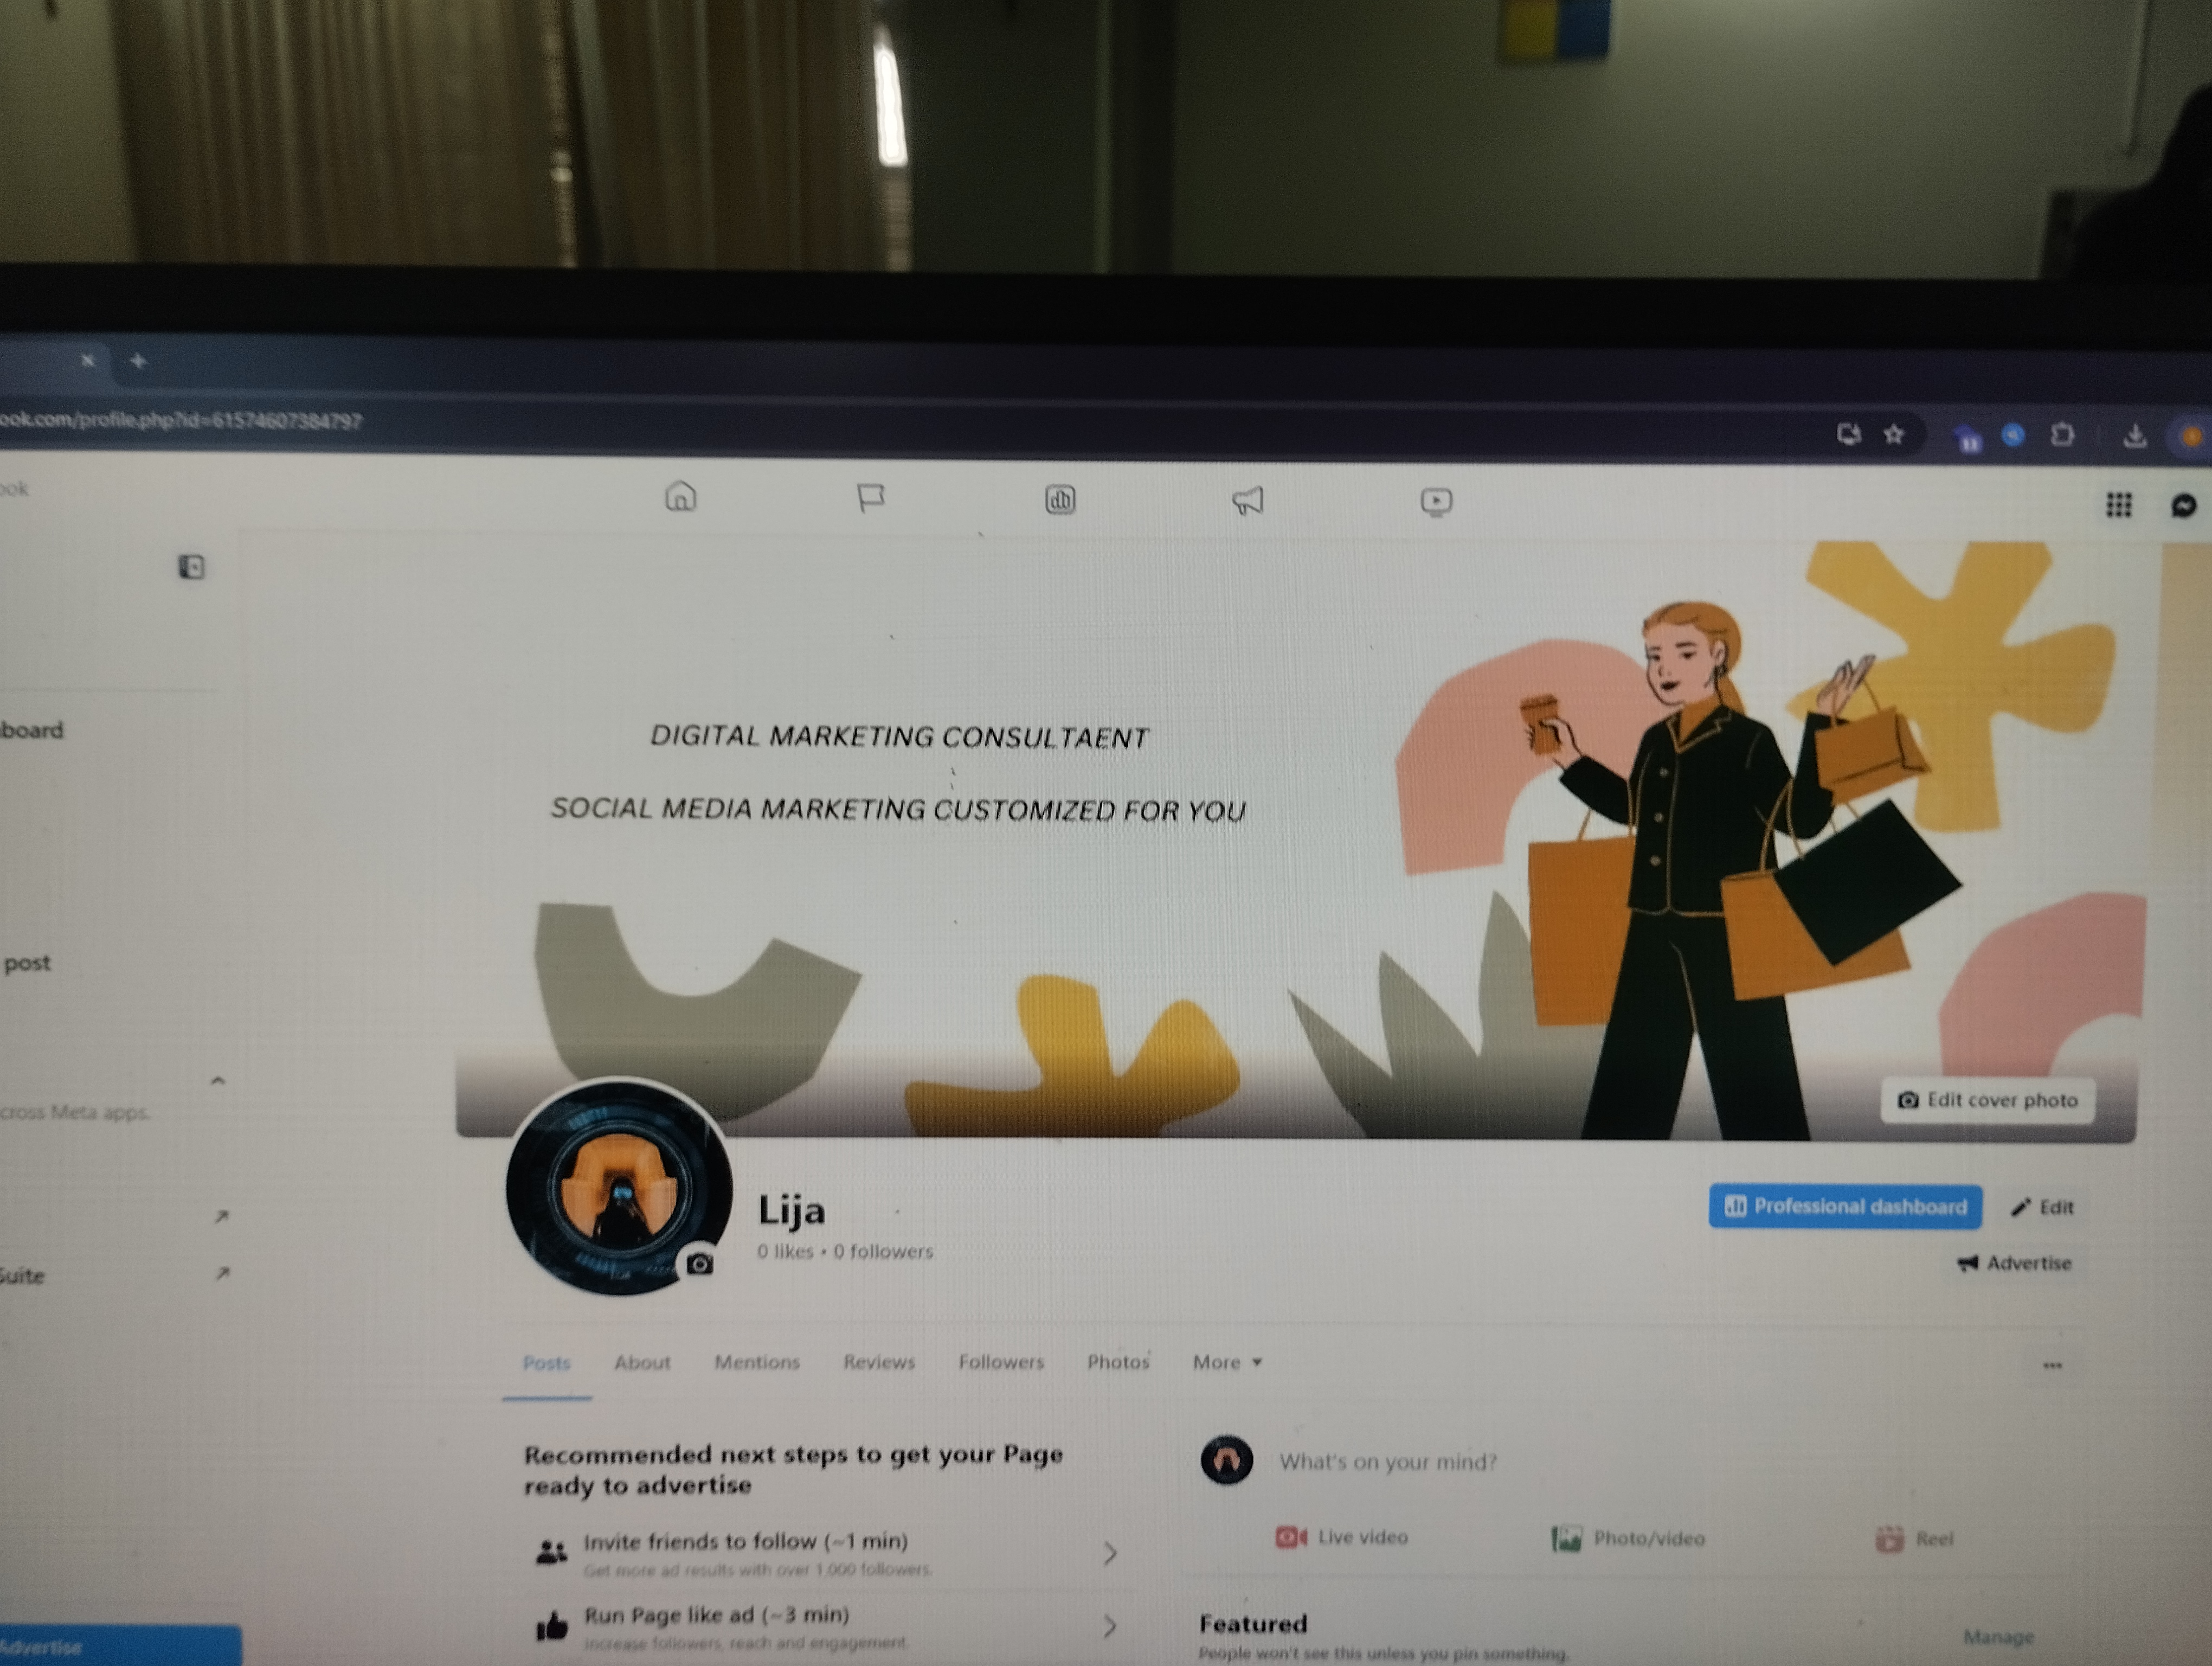 ook.com/profile.php?id=61574607384797
ook
board
post
cross Meta apps.
Suite
Advertise
DIGITAL MARKETING CONSULTAENT
SOCIAL MEDIA MARKETING CUSTOMIZED FOR YOU
Edit cover photo
Lija
0 likes • 0 followers
Professional dashboard
Edit
Advertise
Posts About Mentions Reviews Followers Photos More
Recommended next steps to get your Page
ready to advertise
Invite friends to follow (~1 min)
Get more ad results with over 1,000 followers.
Run Page like ad (~3 min)
Increase followers, reach and engagement.
What's on your mind?
Live video Photo/video Reel
Featured
People won't see this unless you pin something.
Manage